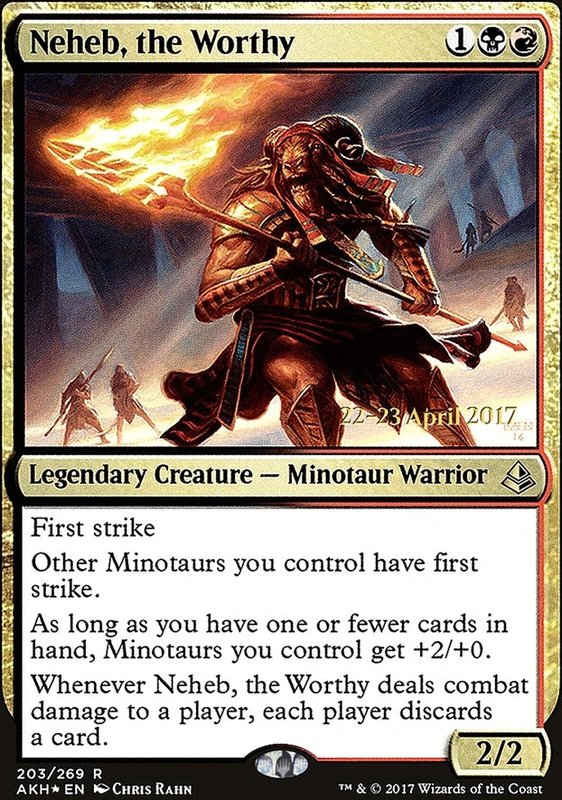 Neheb, the Worthy
1
22-23 April 2017
RAHN
16
Legendary Creature — Minotaur Warrior
First strike
Other Minotaurs you control have first
strike.
As long as you have one or fewer cards in
hand, Minotaurs you control get +2/+0.
Whenever Neheb, the Worthy deals combat
damage to a player, each player discards
a card.
2/2
203/269 R
AKH★EN Chris Rahn
™ & © 2017 Wizards of the Coast